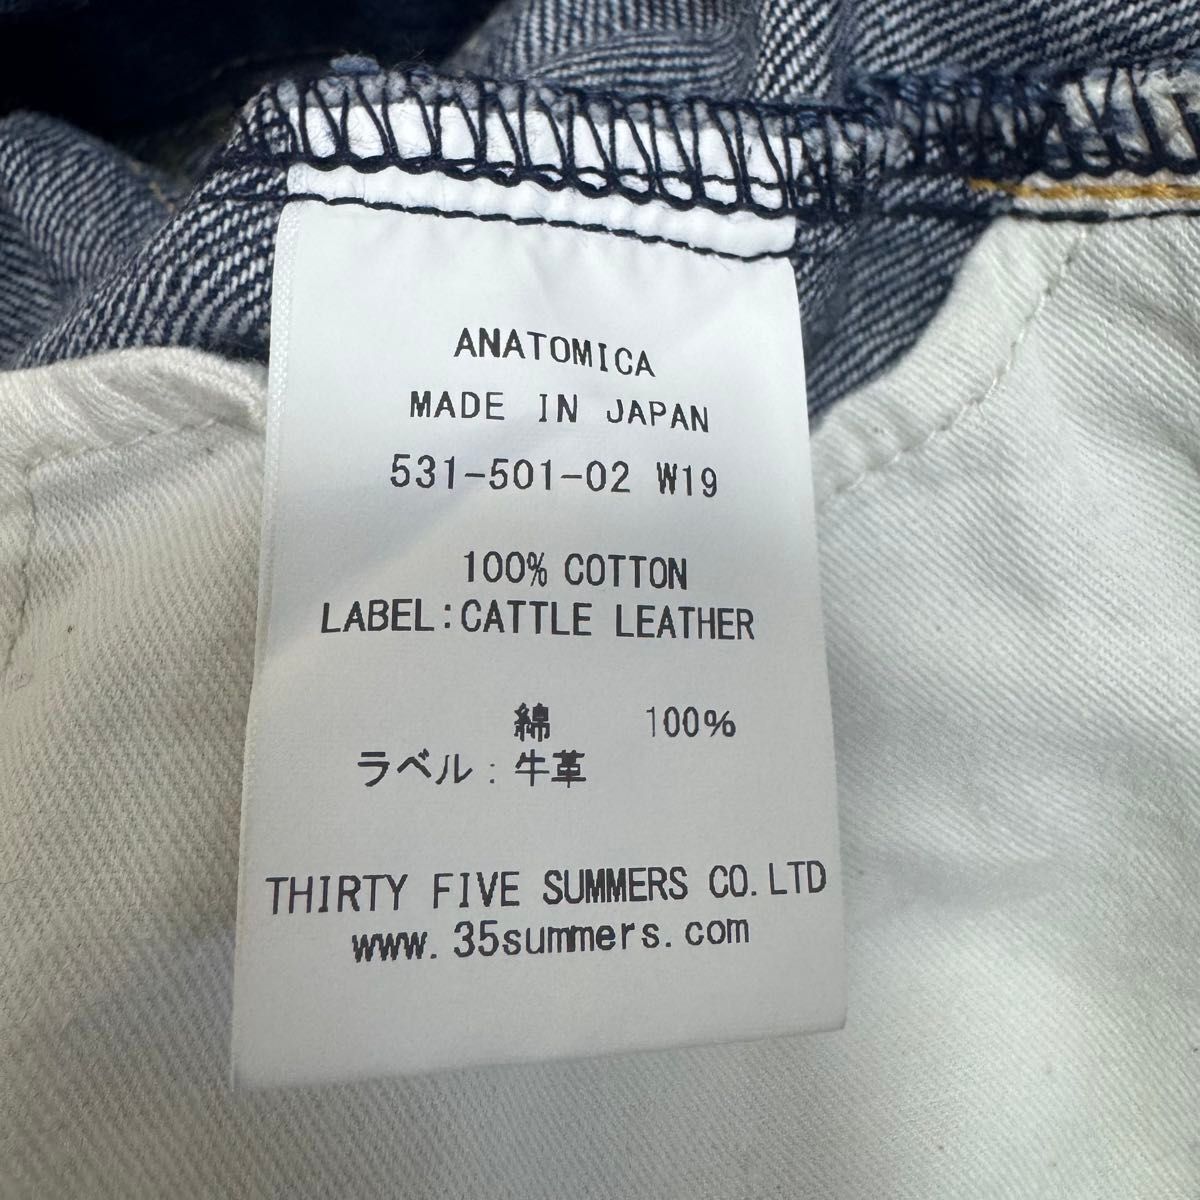 ANATOMICA
MADE IN JAPAN
531-501-02 W19
100% COTTON
LABEL:CATTLE LEATHER
綿 100%
ラベル:牛革
THIRTY FIVE SUMMERS CO.LTD
www.35summers.com